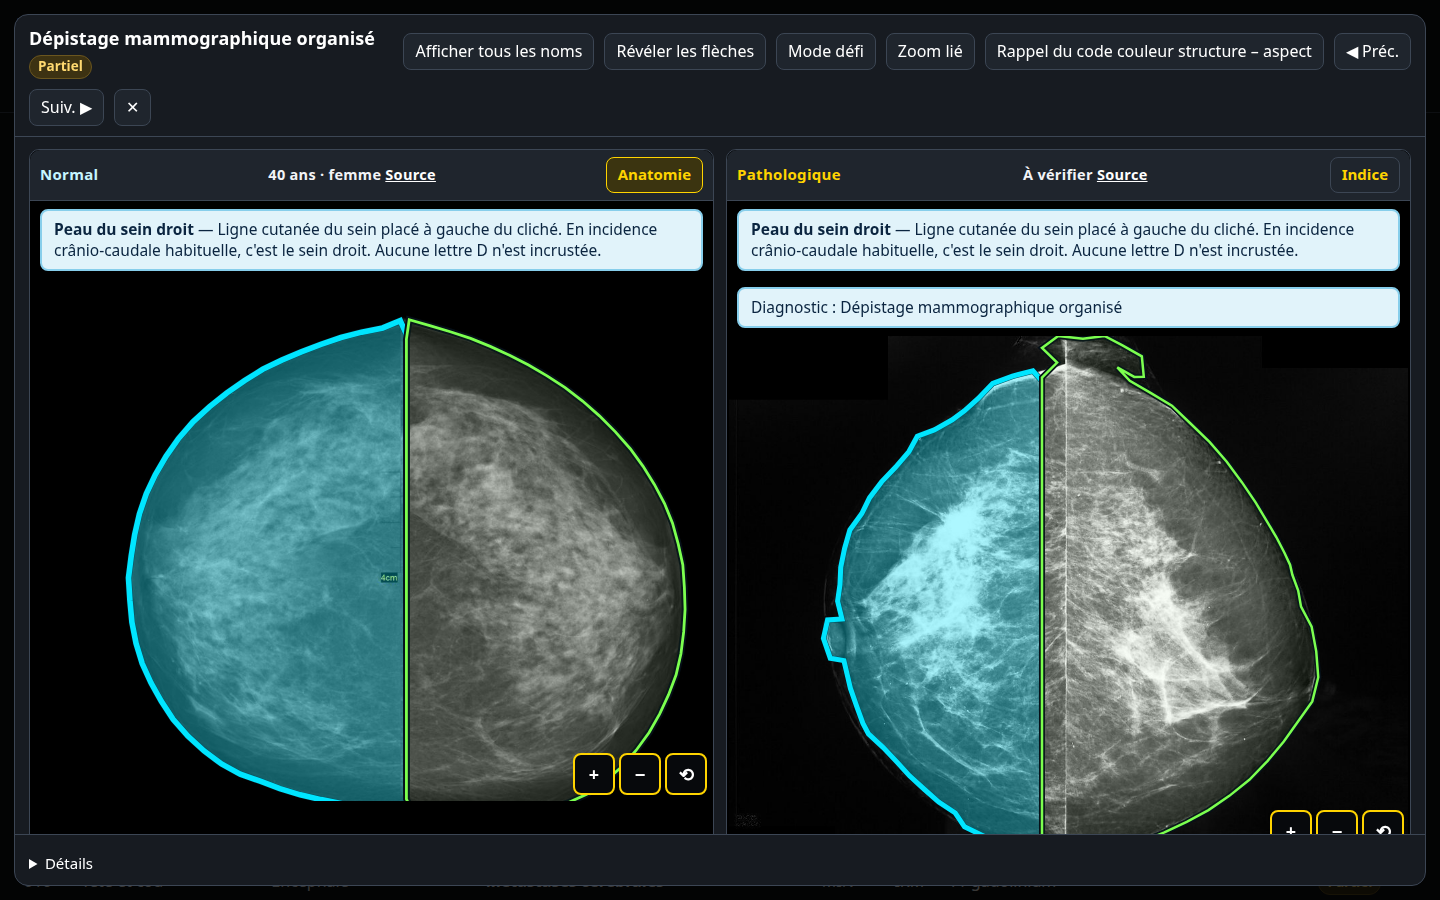 Dépistage mammographique organisé
Partiel
Afficher tous les noms
Révéler les flèches
Mode défi
Zoom lié
Rappel du code couleur structure – aspect
◀ Préc.
Suiv. ▶
✕
Normal
40 ans · femme Source
Anatomie
Peau du sein droit — Ligne cutanée du sein placé à gauche du cliché. En incidence
crânio-caudale habituelle, c'est le sein droit. Aucune lettre D n'est incrustée.
4cm
+
−
⟲
Pathologique
À vérifier Source
Indice
Peau du sein droit — Ligne cutanée du sein placé à gauche du cliché. En incidence
crânio-caudale habituelle, c'est le sein droit. Aucune lettre D n'est incrustée.
Diagnostic : Dépistage mammographique organisé
+
−
⟲
▶ Détails